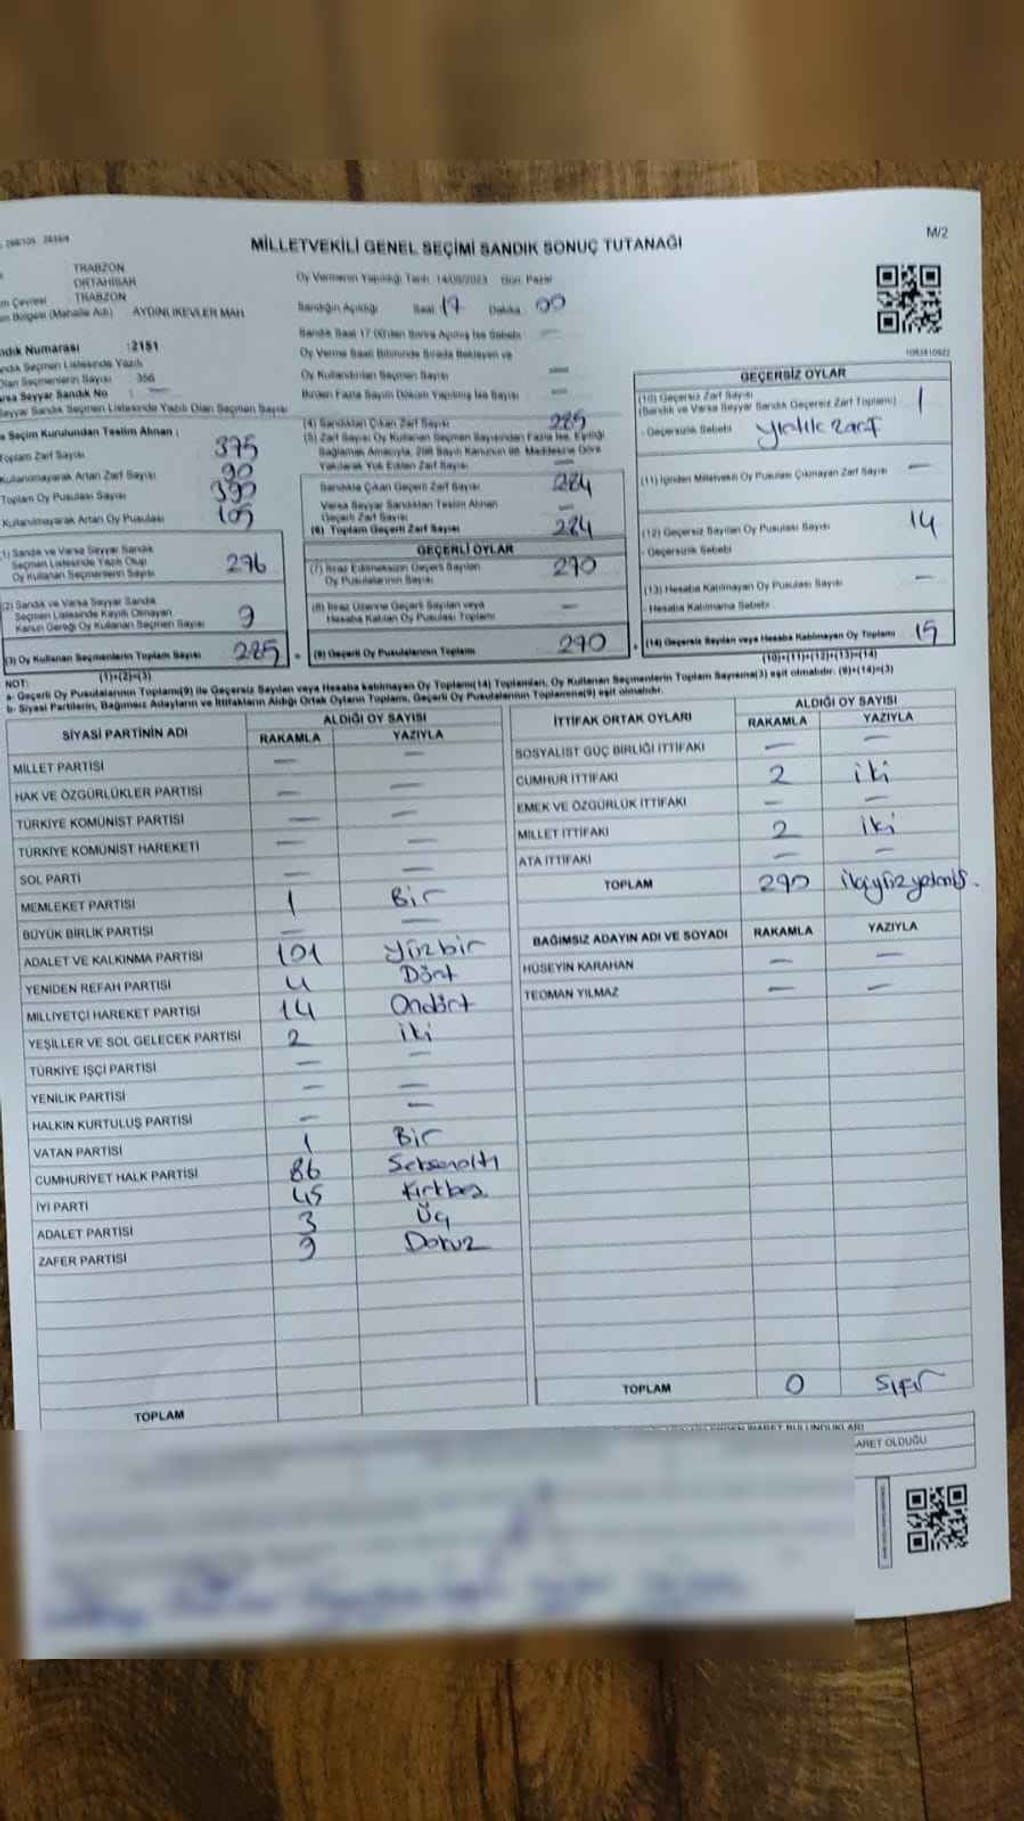 MİLLETVEKİLİ GENEL SEÇİMİ SANDIK SONUÇ TUTANAĞI
M/2
TRABZON
ORTAHİSAR
TRABZON
AYDINLIKEVLER MAH
Oy Vermenin Yapıldığı Tarih: 14/05/2023 Gün: Pazar
Sandığın Açıldığı Saat 17 Dakika 00
Sandık Saat 17:00'den Sonra Açılmış İse Sebebi —
Oy Verme Saati Bitiminde Sırada Bekleyen ve
Oy Kullandırılan Seçmen Sayısı —
Birden Fazla Sayım Döküm Yapılmış İse Sayısı —
Numarası :2151
Sandık Seçmen Listesinde Yazılı
Olan Seçmenlerin Sayısı : 356
Varsa Seyyar Sandık No : —
Seyyar Sandık Seçmen Listesinde Yazılı Olan Seçmen Sayısı
Seçim Kurulundan Teslim Alınan :
Toplam Zarf Sayısı 375
Kullanılmayarak Artan Zarf Sayısı 90
Toplam Oy Pusulası Sayısı 390
Kullanılmayarak Artan Oy Pusulası 105
(1) Sandık ve Varsa Seyyar Sandık
Seçmen Listesinde Yazılı Olup
Oy Kullanan Seçmenlerin Sayısı 276
(2) Sandık ve Varsa Seyyar Sandık
Seçmen Listesinde Kayıtlı Olmayan
Kanun Gereği Oy Kullanan Seçmen Sayısı 9
(3) Oy Kullanan Seçmenlerin Toplam Sayısı 285
(1)+(2)=(3)
(4) Sandıktan Çıkan Zarf Sayısı 285
(5) Zarf Sayısı Oy Kullanan Seçmen Sayısından Fazla İse, Eşitliği
Sağlamak Amacıyla, 298 Sayılı Kanunun 98. Maddesine Göre
Yakılarak Yok Edilen Zarf Sayısı —
Sandıkta Çıkan Geçerli Zarf Sayısı 284
Varsa Seyyar Sandıktan Teslim Alınan
Geçerli Zarf Sayısı —
(6) Toplam Geçerli Zarf Sayısı 284
GEÇERLİ OYLAR
(7) İtiraz Edilmeksizin Geçerli Sayılan
Oy Pusulalarının Sayısı 270
(8) İtiraz Üzerine Geçerli Sayılan veya
Hesaba Katılan Oy Pusulası Toplamı —
(9) Geçerli Oy Pusulalarının Toplamı 270
GEÇERSİZ OYLAR
(10) Geçersiz Zarf Sayısı
(Sandık ve Varsa Seyyar Sandık Geçersiz Zarf Toplamı) 1
- Geçersizlik Sebebi yırtık zarf
(11) İçinden Milletvekili Oy Pusulası Çıkmayan Zarf Sayısı —
(12) Geçersiz Sayılan Oy Pusulası Sayısı 14
- Geçersizlik Sebebi
(13) Hesaba Katılmayan Oy Pusulası Sayısı —
- Hesaba Katılmama Sebebi
(14) Geçersiz Sayılan veya Hesaba Katılmayan Oy Toplamı 15
(10)+(11)+(12)+(13)=(14)
NOT:
a- Geçerli Oy Pusulalarının Toplamı(9) ile Geçersiz Sayılan veya Hesaba katılmayan Oy Toplamı(14) Toplamları, Oy Kullanan Seçmenlerin Toplam Sayısına(3) eşit olmalıdır. (9)+(14)=(3)
b- Siyasi Partilerin, Bağımsız Adayların ve İttifakların Aldığı Ortak Oyların Toplamı, Geçerli Oy Pusulalarının Toplamına(9) eşit olmalıdır.
SİYASİ PARTİNİN ADI ALDIĞI OY SAYISI
RAKAMLA YAZIYLA
MİLLET PARTİSİ — —
HAK VE ÖZGÜRLÜKLER PARTİSİ — —
TÜRKİYE KOMÜNİST PARTİSİ — —
TÜRKİYE KOMÜNİST HAREKETİ — —
SOL PARTİ — —
MEMLEKET PARTİSİ 1 Bir
BÜYÜK BİRLİK PARTİSİ — —
ADALET VE KALKINMA PARTİSİ 101 Yüzbir
YENİDEN REFAH PARTİSİ 4 Dört
MİLLİYETÇİ HAREKET PARTİSİ 14 Ondört
YEŞİLLER VE SOL GELECEK PARTİSİ 2 iki
TÜRKİYE İŞÇİ PARTİSİ — —
YENİLİK PARTİSİ — —
HALKIN KURTULUŞ PARTİSİ — —
VATAN PARTİSİ 1 Bir
CUMHURİYET HALK PARTİSİ 86 Seksenaltı
İYİ PARTİ 45 Kırkbeş
ADALET PARTİSİ 3 Üç
ZAFER PARTİSİ 9 Dokuz
TOPLAM
İTTİFAK ORTAK OYLARI ALDIĞI OY SAYISI
RAKAMLA YAZIYLA
SOSYALİST GÜÇ BİRLİĞİ İTTİFAKI — —
CUMHUR İTTİFAKI 2 iki
EMEK VE ÖZGÜRLÜK İTTİFAKI — —
MİLLET İTTİFAKI 2 iki
ATA İTTİFAKI — —
TOPLAM 270 ikiyüzyetmiş.
BAĞIMSIZ ADAYIN ADI VE SOYADI RAKAMLA YAZIYLA
HÜSEYİN KARAHAN — —
TEOMAN YILMAZ — —
TOPLAM 0 sıfır
ARET OLDUĞU